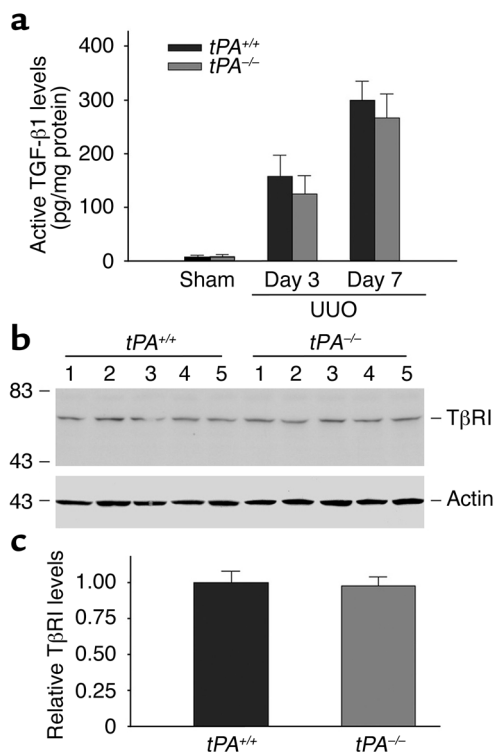 a
400
300
200
100
0
Active TGF-β1 levels
(pg/mg protein)
tPA+/+
tPA–/–
Sham Day 3 Day 7
UUO
b
tPA+/+ tPA–/–
1 2 3 4 5 1 2 3 4 5
83
TβRI
43
43
Actin
c
Relative TβRI levels
1.00
0.75
0.50
0.25
0
tPA+/+ tPA–/–